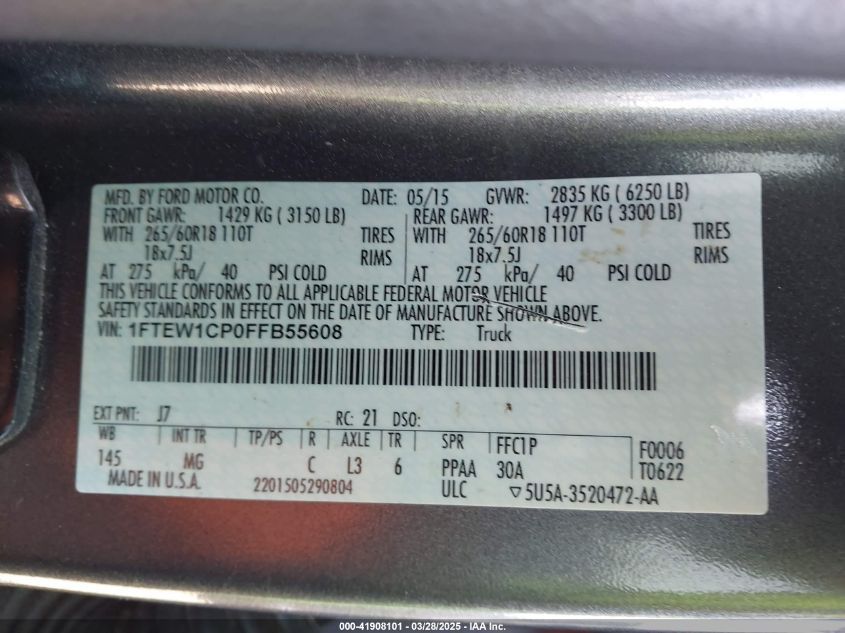 MFD. BY FORD MOTOR CO. DATE: 05/15 GVWR: 2835 KG ( 6250 LB)
FRONT GAWR: 1429 KG ( 3150 LB) REAR GAWR: 1497 KG ( 3300 LB)
WITH 265/60R18 110T TIRES WITH 265/60R18 110T TIRES
18x7.5J RIMS 18x7.5J RIMS
AT 275 kPa/ 40 PSI COLD AT 275 kPa/ 40 PSI COLD
THIS VEHICLE CONFORMS TO ALL APPLICABLE FEDERAL MOTOR VEHICLE
SAFETY STANDARDS IN EFFECT ON THE DATE OF MANUFACTURE SHOWN ABOVE.
VIN: 1FTEW1CP0FFB55608 TYPE: Truck
EXT PNT: J7 RC: 21 DSO:
WB INT TR TP/PS R AXLE TR SPR FFC1P F0006
145 MG C L3 6 PPAA 30A T0622
MADE IN U.S.A. 2201505290804 ULC ▽5U5A-3520472-AA
000-41908101 - 03/28/2025 - IAA Inc.